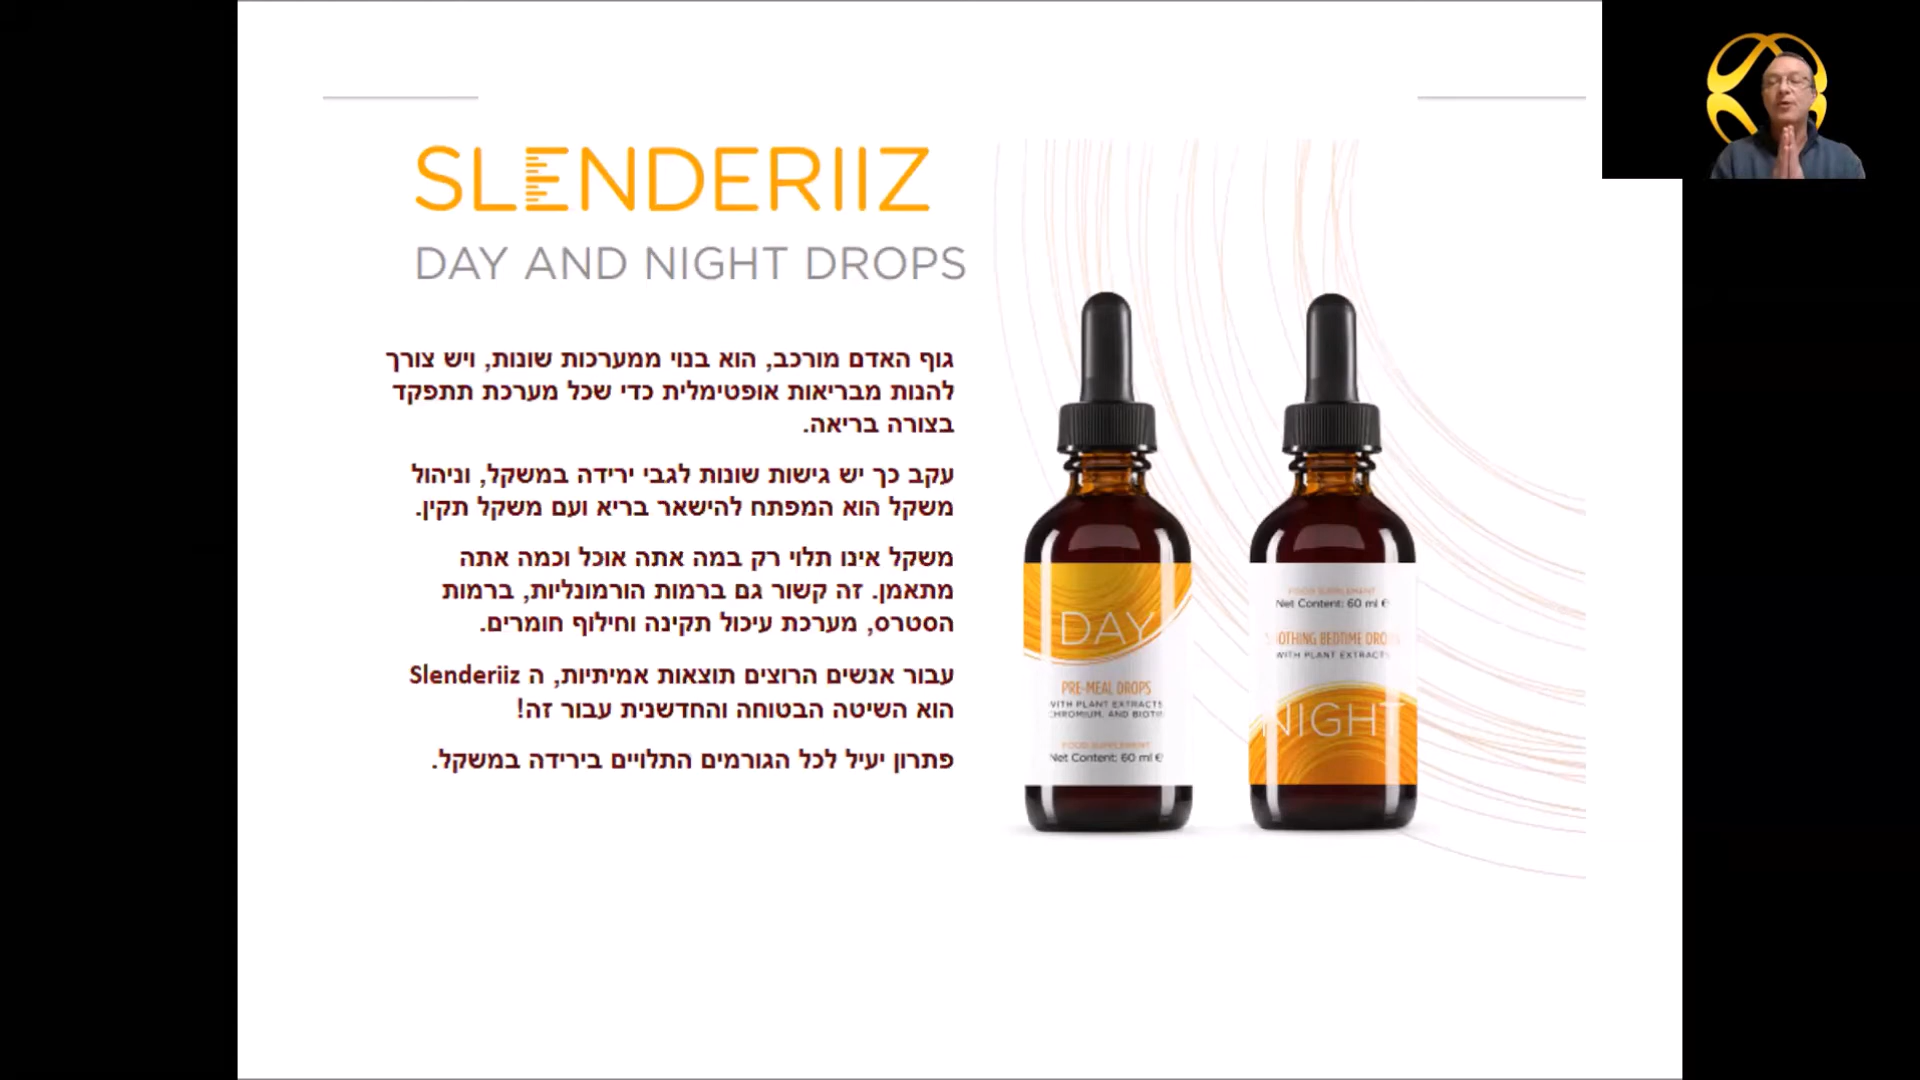 SLENDERIIZ
DAY AND NIGHT DROPS
גוף האדם מורכב, הוא בנוי ממערכות שונות, ויש צורך
להנות מבריאות אופטימלית כדי שכל מערכת תתפקד
בצורה בריאה.
עקב כך יש גישות שונות לגבי ירידה במשקל, וניהול
משקל הוא המפתח להישאר בריא ועם משקל תקין.
משקל אינו תלוי רק במה אתה אוכל וכמה אתה
מתאמן. זה קשור גם ברמות הורמונליות, ברמות
הסטרס, מערכת עיכול תקינה וחילוף חומרים.
עבור אנשים הרוצים תוצאות אמיתיות, ה Slenderiiz
הוא השיטה הבטוחה והחדשנית עבור זה!
פתרון יעיל לכל הגורמים התלויים בירידה במשקל.
DAY
PRE-MEAL DROPS
WITH PLANT EXTRACTS
CHROMIUM, AND BIOTIN
FOOD SUPPLEMENT
Net Content: 60 ml e
FOOD SUPPLEMENT
Net Content: 60 ml e
SOOTHING BEDTIME DROPS
WITH PLANT EXTRACTS
NIGHT